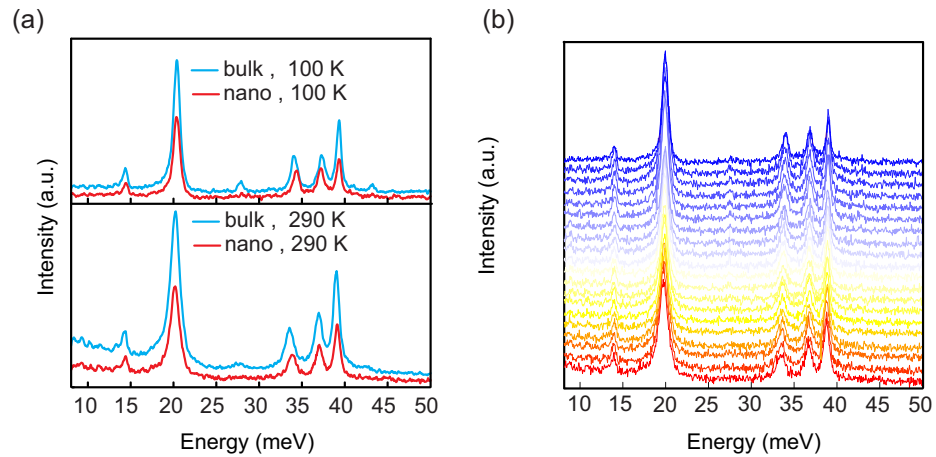 (a)
(b)
bulk , 100 K
nano , 100 K
bulk , 290 K
nano , 290 K
Intensity (a.u.)
10 15 20 25 30 35 40 45 50
Energy (meV)
Intensity (a.u.)
10 15 20 25 30 35 40 45 50
Energy (meV)